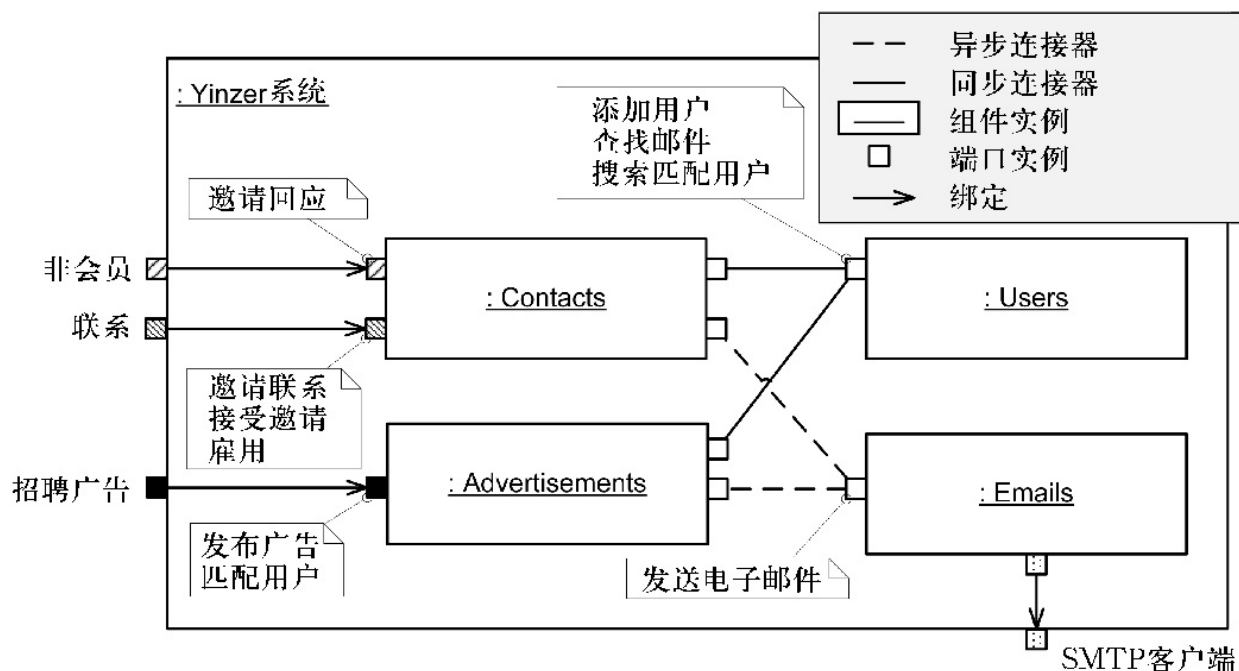 : Yinzer系统
异步连接器
同步连接器
组件实例
端口实例
绑定
添加用户
查找邮件
搜索匹配用户
邀请回应
非会员
联系
: Contacts
: Users
邀请联系
接受邀请
雇用
招聘广告
: Advertisements
: Emails
发布广告
匹配用户
发送电子邮件
SMTP客户端